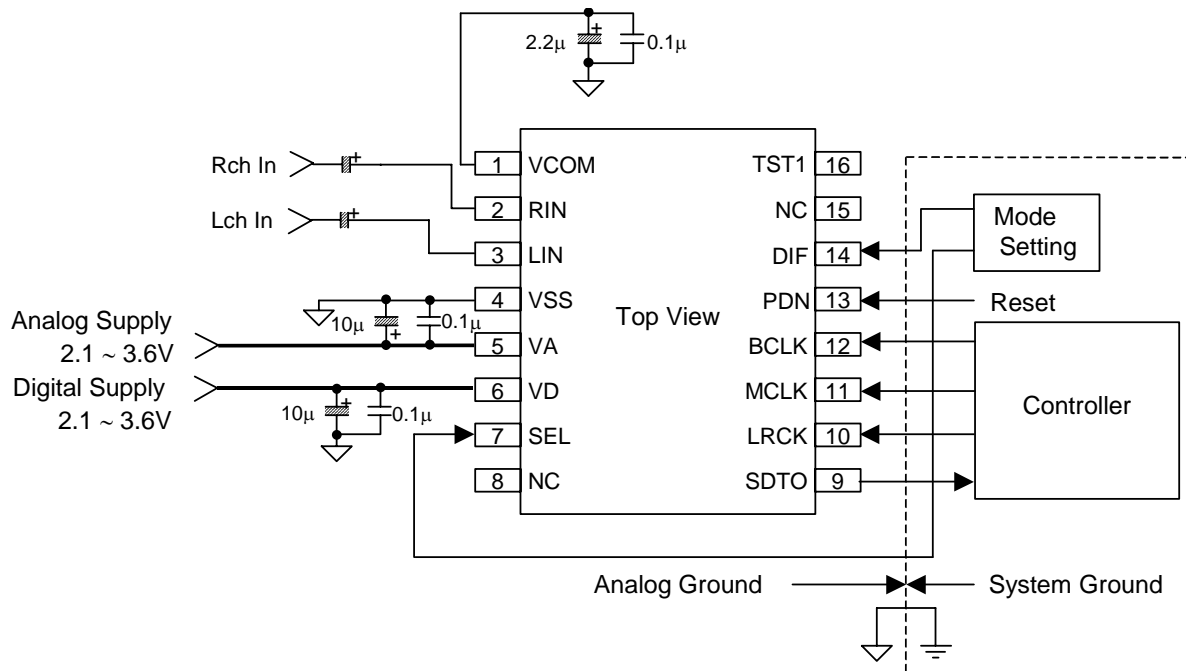 2.2μ
0.1μ
Rch In
Lch In
1 VCOM
2 RIN
3 LIN
4 VSS
5 VA
6 VD
7 SEL
8 NC
TST1 16
NC 15
DIF 14
PDN 13
BCLK 12
MCLK 11
LRCK 10
SDTO 9
Top View
+
+
+
10μ
+
0.1μ
Analog Supply
2.1 ~ 3.6V
Digital Supply
2.1 ~ 3.6V
10μ
+
0.1μ
Mode
Setting
Reset
Controller
Analog Ground
System Ground